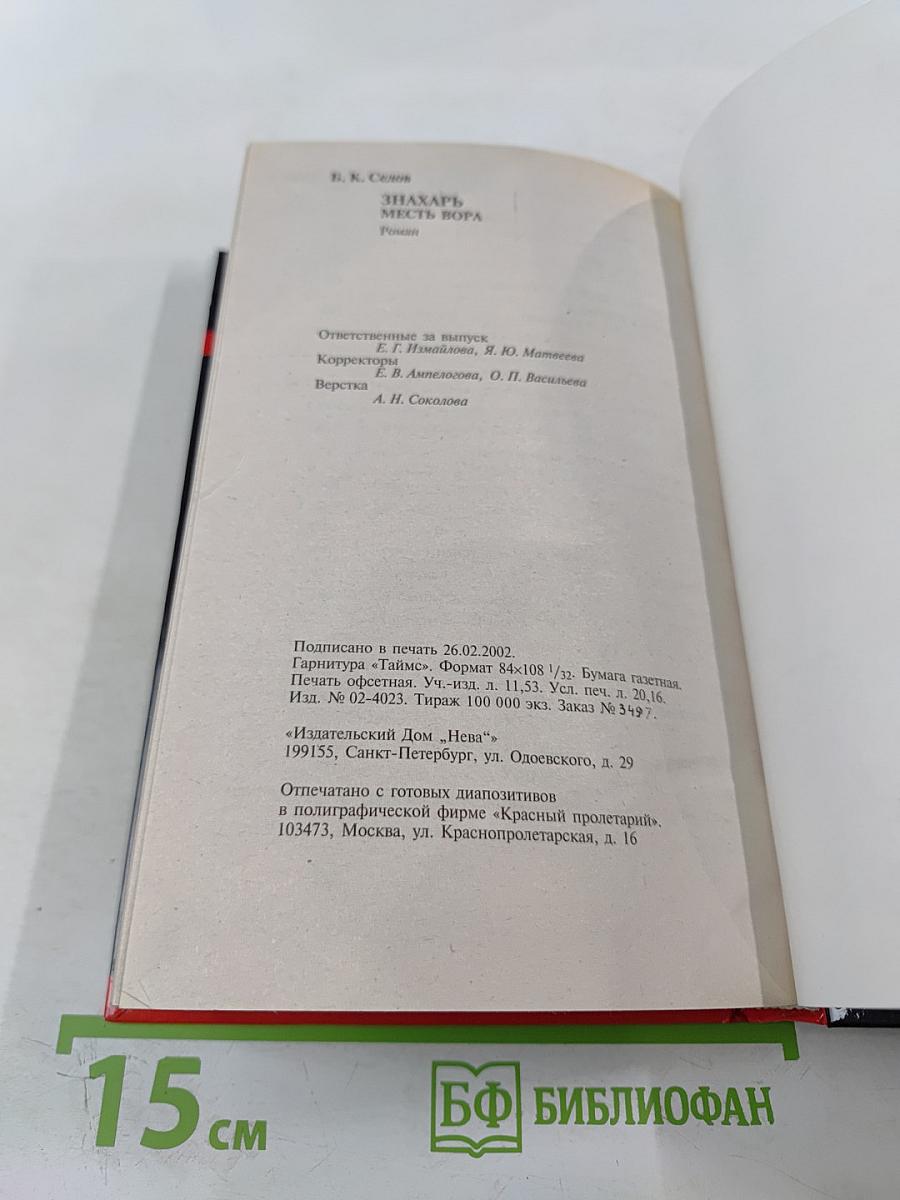 Б. К. Седов
ЗНАХАРЬ
МЕСТЬ ВОРА
Роман
Ответственные за выпуск
Е. Г. Измайлова, Я. Ю. Матвеева
Корректоры
Е. В. Ампелогова, О. П. Васильева
Верстка
А. Н. Соколова
Подписано в печать 26.02.2002.
Гарнитура «Таймс». Формат 84×108 1/32. Бумага газетная.
Печать офсетная. Уч.-изд. л. 11,53. Усл. печ. л. 20,16.
Изд. № 02-4023. Тираж 100 000 экз. Заказ № 3497.
«Издательский Дом „Нева“»
199155, Санкт-Петербург, ул. Одоевского, д. 29
Отпечатано с готовых диапозитивов
в полиграфической фирме «Красный пролетарий».
103473, Москва, ул. Краснопролетарская, д. 16
15 см
БФ БИБЛИОФАН